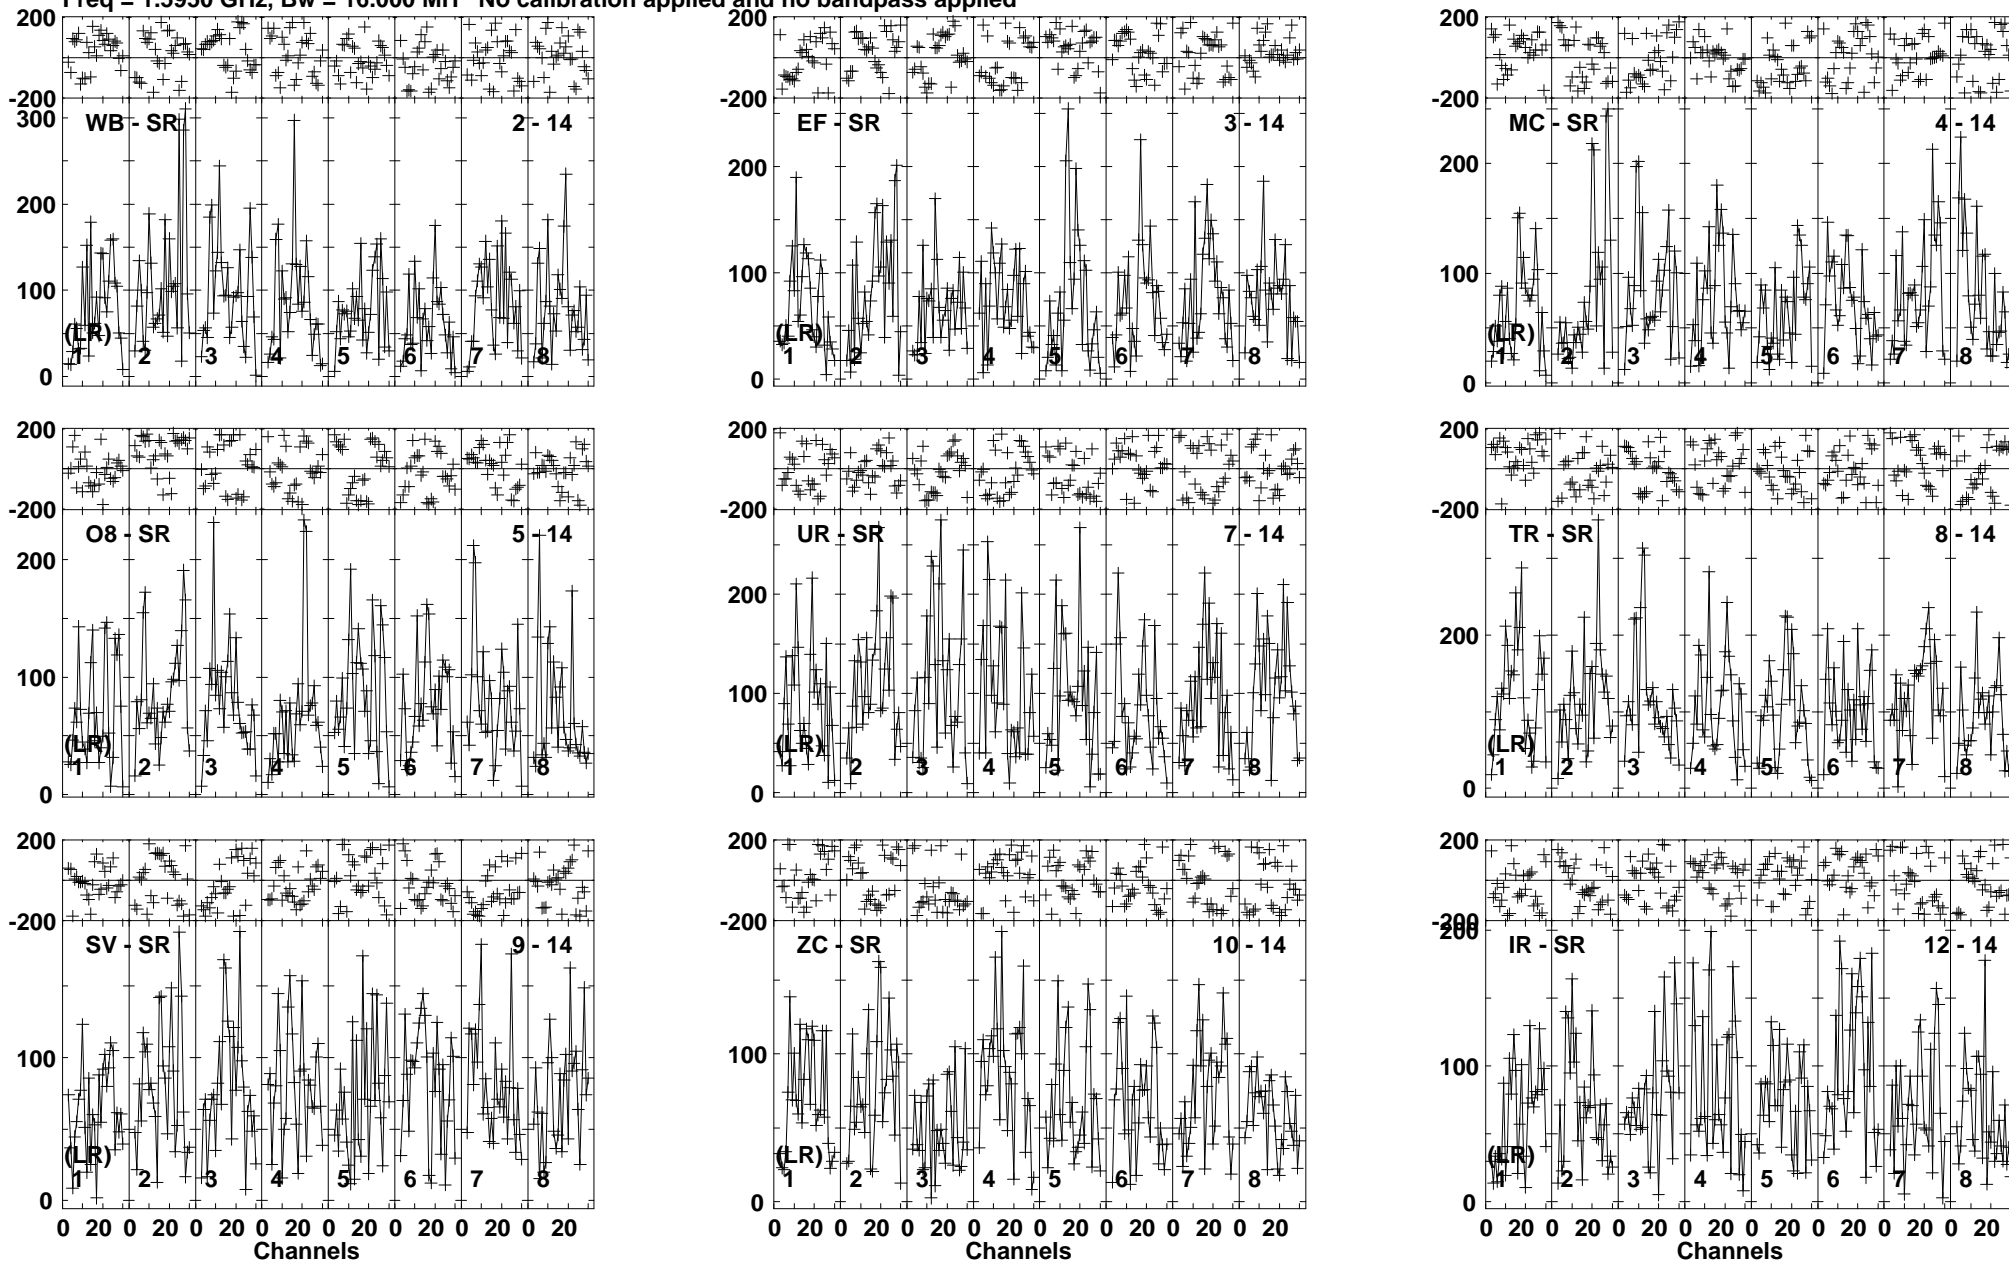 Freq = 1.5950 GHz, Bw = 16.000 MH No calibration applied and no bandpass applied
200 200 200
-200 -200 -200
300
WB - SR 2 - 14 EF - SR 3 - 14 MC - SR 4 - 14
200 200 200
100 100 100
(LR) (LR) (LR)
1 2 3 4 5 6 7 8 1 2 3 4 5 6 7 8 1 2 3 4 5 6 7 8
0 0 0
200 200 200
-200 -200 -200
O8 - SR 5 - 14 UR - SR 7 - 14 TR - SR 8 - 14
200 200 200
100 100
(LR) (LR) (LR)
1 2 3 4 5 6 7 8 1 2 3 4 5 6 7 8 1 2 3 4 5 6 7 8
0 0 0
200 200 200
-200 -200 -200
200
SV - SR 9 - 14 ZC - SR 10 - 14 IR - SR 12 - 14
100 100 100
(LR) (LR) (LR)
1 2 3 4 5 6 7 8 1 2 3 4 5 6 7 8 1 2 3 4 5 6 7 8
0 0 0
0 20 0 20 0 20 0 20 0 20 0 20 0 20 0 20 0 20 0 20 0 20 0 20 0 20 0 20 0 20 0 20 0 20 0 20 0 20 0 20 0 20 0 20 0 20 0 20
Channels Channels Channels